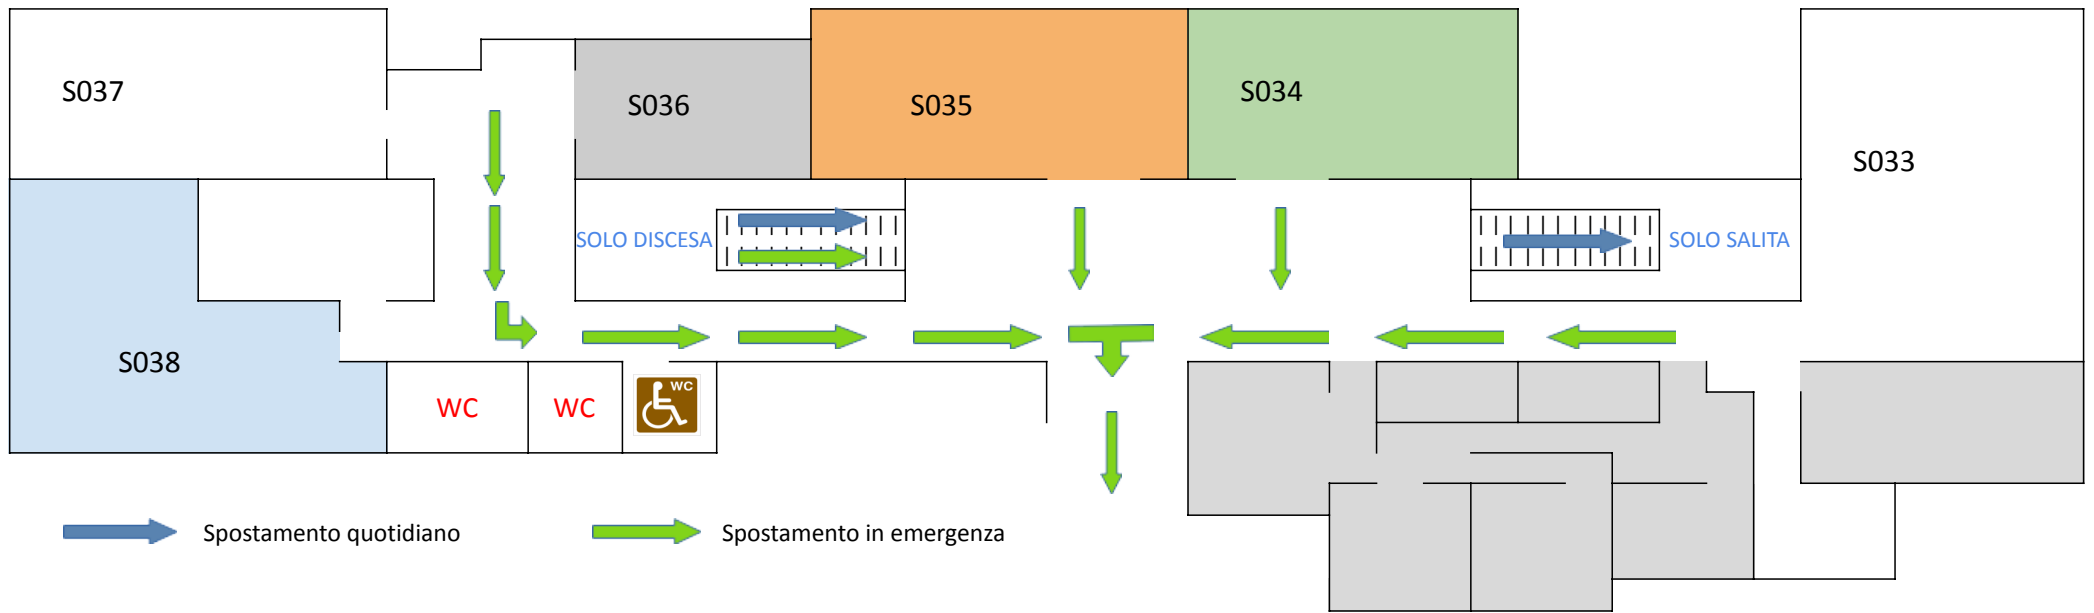 S037
S036
S035
S034
S033
SOLO DISCESA
SOLO SALITA
S038
WC
WC
WC
Spostamento quotidiano
Spostamento in emergenza